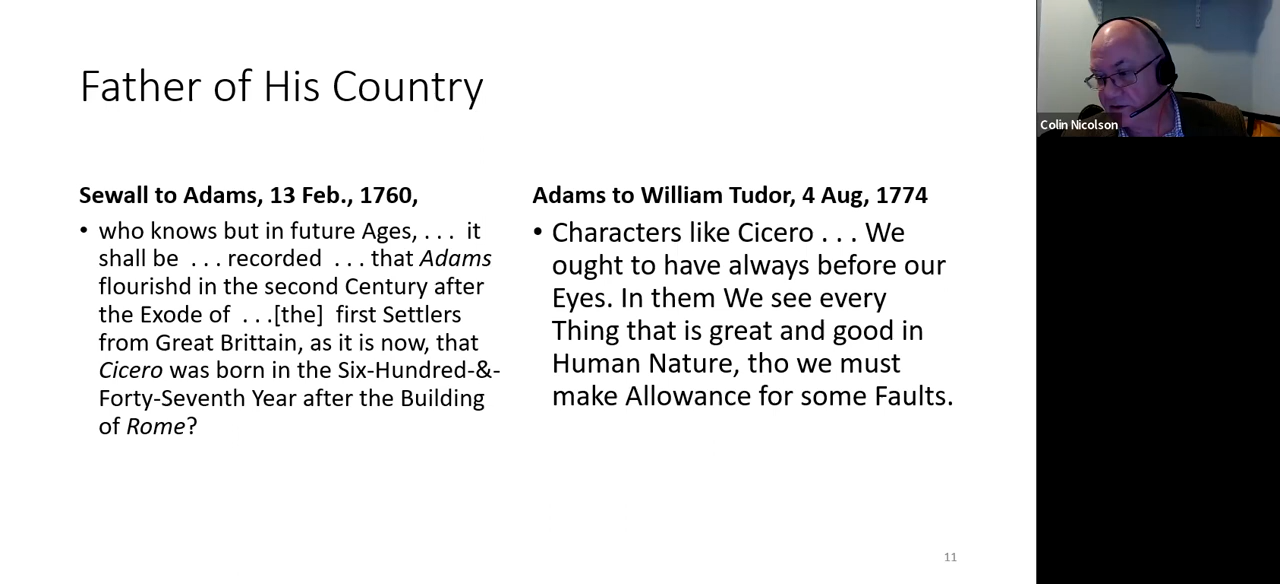 Father of His Country
Sewall to Adams, 13 Feb., 1760,
• who knows but in future Ages, . . . it
shall be . . . recorded . . . that Adams
flourishd in the second Century after
the Exode of . . .[the] first Settlers
from Great Brittain, as it is now, that
Cicero was born in the Six-Hundred-&-
Forty-Seventh Year after the Building
of Rome?
Adams to William Tudor, 4 Aug, 1774
• Characters like Cicero . . . We
ought to have always before our
Eyes. In them We see every
Thing that is great and good in
Human Nature, tho we must
make Allowance for some Faults.
11
Colin Nicolson